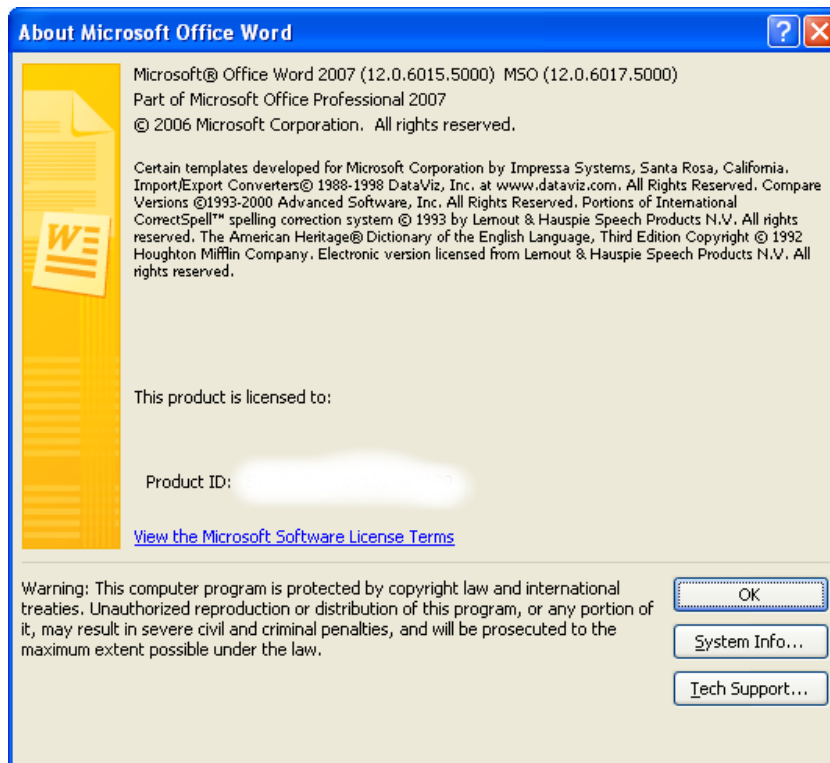 About Microsoft Office Word
Microsoft® Office Word 2007 (12.0.6015.5000)  MSO (12.0.6017.5000)
Part of Microsoft Office Professional 2007
© 2006 Microsoft Corporation.  All rights reserved.
Certain templates developed for Microsoft Corporation by Impressa Systems, Santa Rosa, California.
Import/Export Converters© 1988-1998 DataViz, Inc. at www.dataviz.com. All Rights Reserved. Compare
Versions ©1993-2000 Advanced Software, Inc. All Rights Reserved. Portions of International
CorrectSpell™ spelling correction system © 1993 by Lernout & Hauspie Speech Products N.V. All rights
reserved. The American Heritage® Dictionary of the English Language, Third Edition Copyright © 1992
Houghton Mifflin Company. Electronic version licensed from Lernout & Hauspie Speech Products N.V. All
rights reserved.
W
This product is licensed to:
Product ID:
View the Microsoft Software License Terms
Warning: This computer program is protected by copyright law and international
treaties. Unauthorized reproduction or distribution of this program, or any portion of
it, may result in severe civil and criminal penalties, and will be prosecuted to the
maximum extent possible under the law.
OK
System Info...
Tech Support...